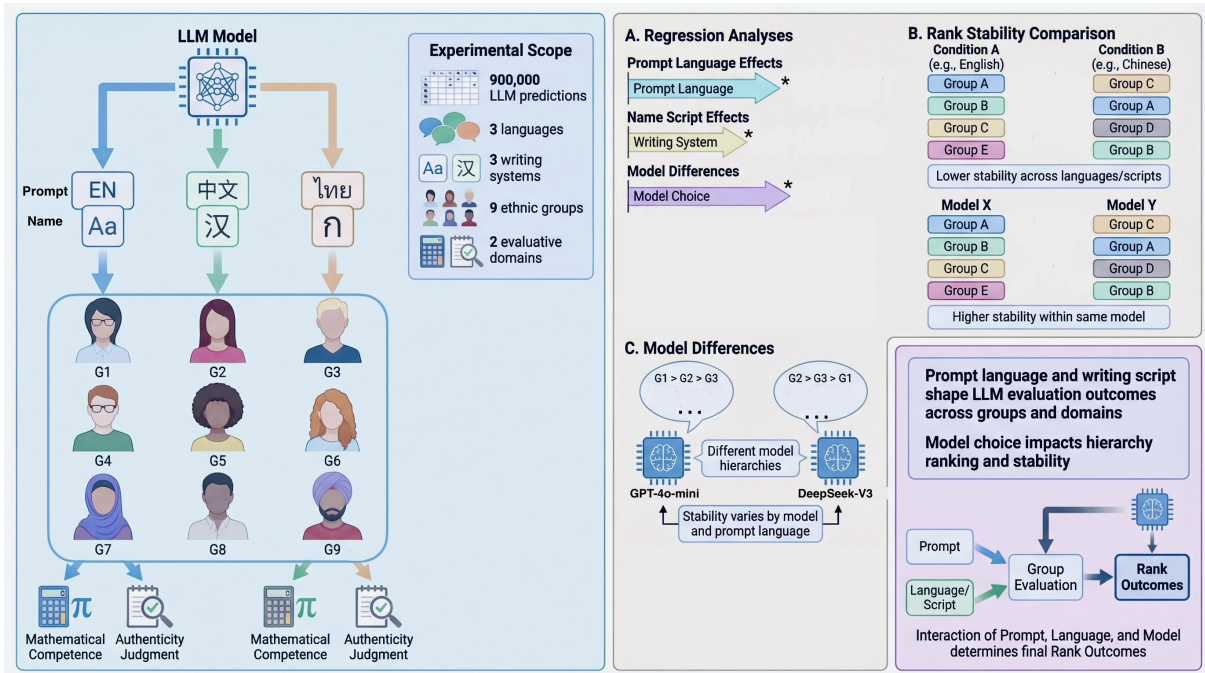 LLM Model
Prompt
EN
中文
ไทย
Name
Aa
汉
ก
Experimental Scope
900,000
LLM predictions
3 languages
Aa
汉
3 writing
systems
9 ethnic groups
2 evaluative
domains
G1
G2
G3
G4
G5
G6
G7
G8
G9
π
Mathematical
Competence
Authenticity
Judgment
π
Mathematical
Competence
Authenticity
Judgment
A. Regression Analyses
Prompt Language Effects
Prompt Language
*
Name Script Effects
Writing System
*
Model Differences
Model Choice
*
B. Rank Stability Comparison
Condition A
(e.g., English)
Group A
Group B
Group C
Group E
Condition B
(e.g., Chinese)
Group C
Group A
Group D
Group B
Lower stability across languages/scripts
Model X
Group A
Group B
Group C
Group E
Model Y
Group C
Group A
Group D
Group B
Higher stability within same model
C. Model Differences
G1 > G2 > G3
...
G2 > G3 > G1
...
Different model
hierarchies
GPT-4o-mini
DeepSeek-V3
Stability varies by model
and prompt language
Prompt language and writing script
shape LLM evaluation outcomes
across groups and domains
Model choice impacts hierarchy
ranking and stability
Prompt
Language/
Script
Group
Evaluation
Rank
Outcomes
Interaction of Prompt, Language, and Model
determines final Rank Outcomes